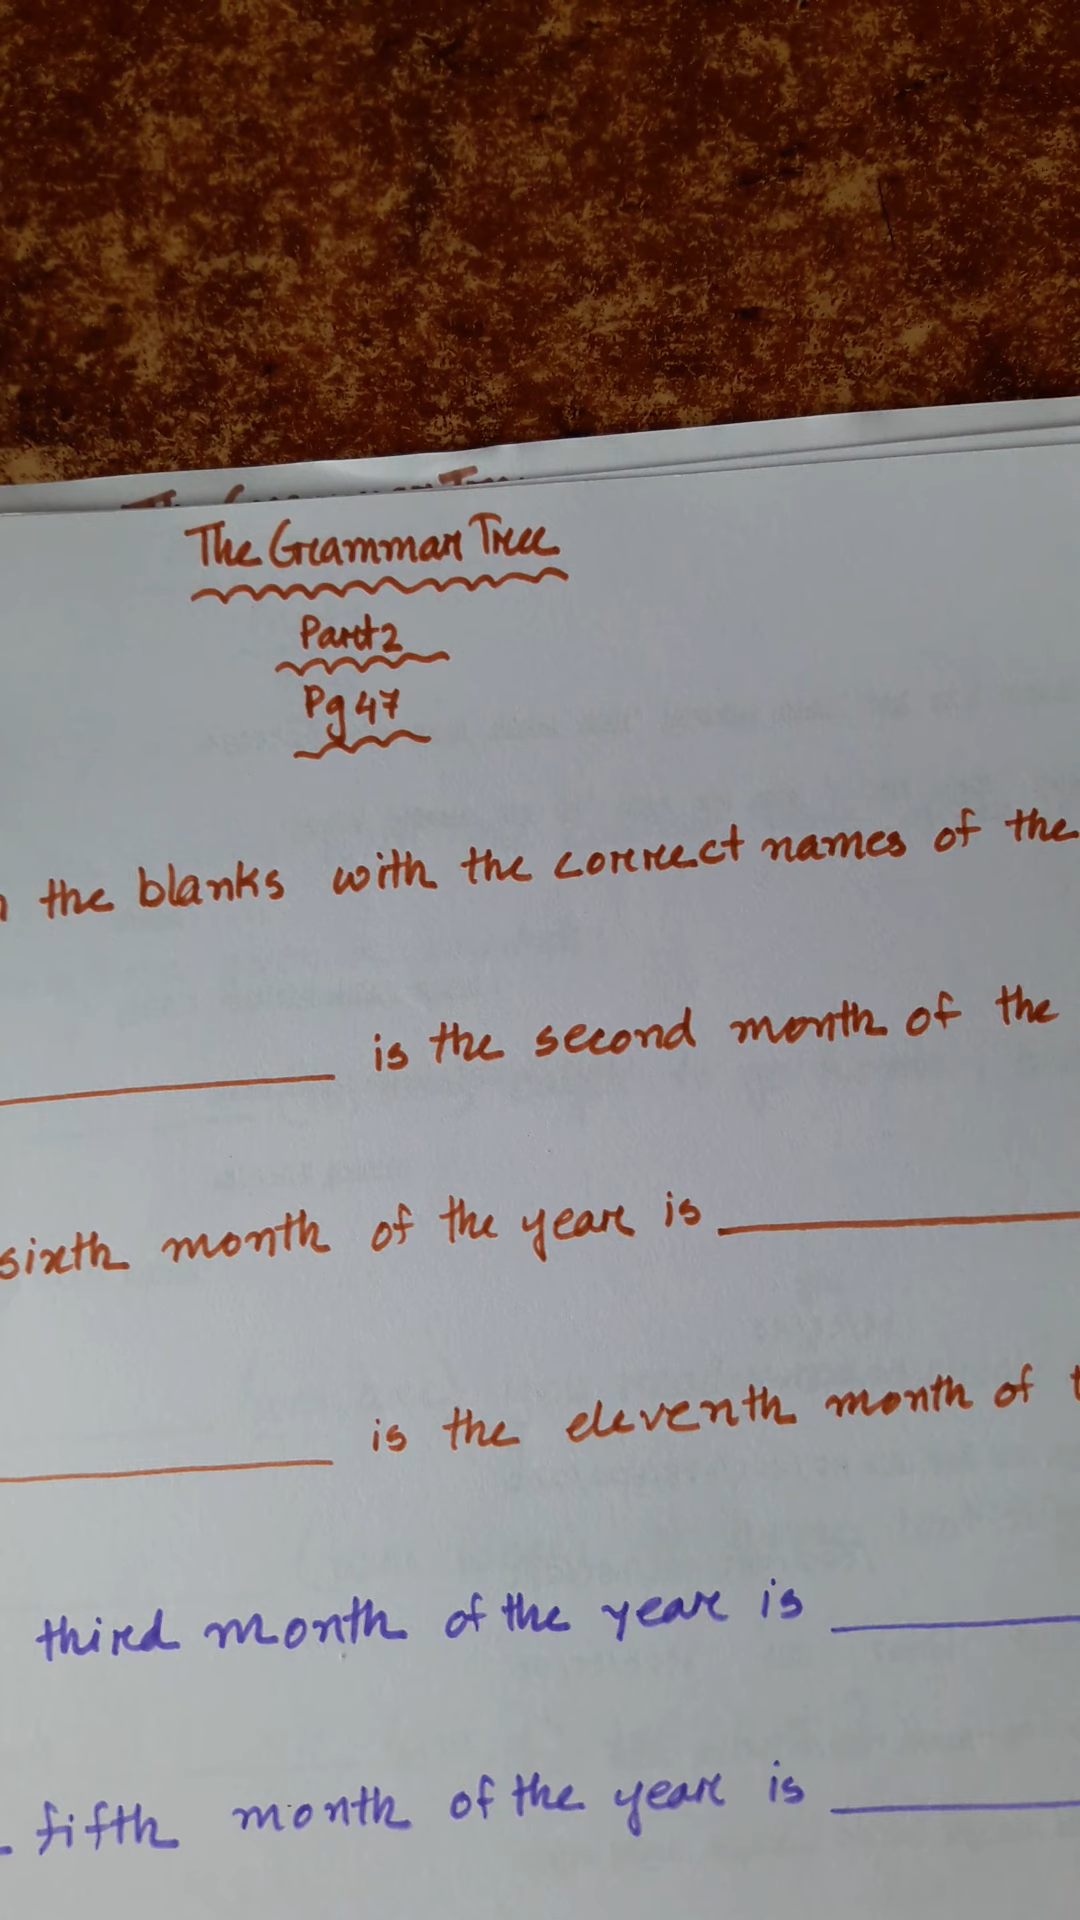 The Grammar Tree
Part 2
Pg 47
the blanks with the correct names of the
is the second month of the
sixth month of the year is
is the eleventh month of
third month of the year is
fifth month of the year is